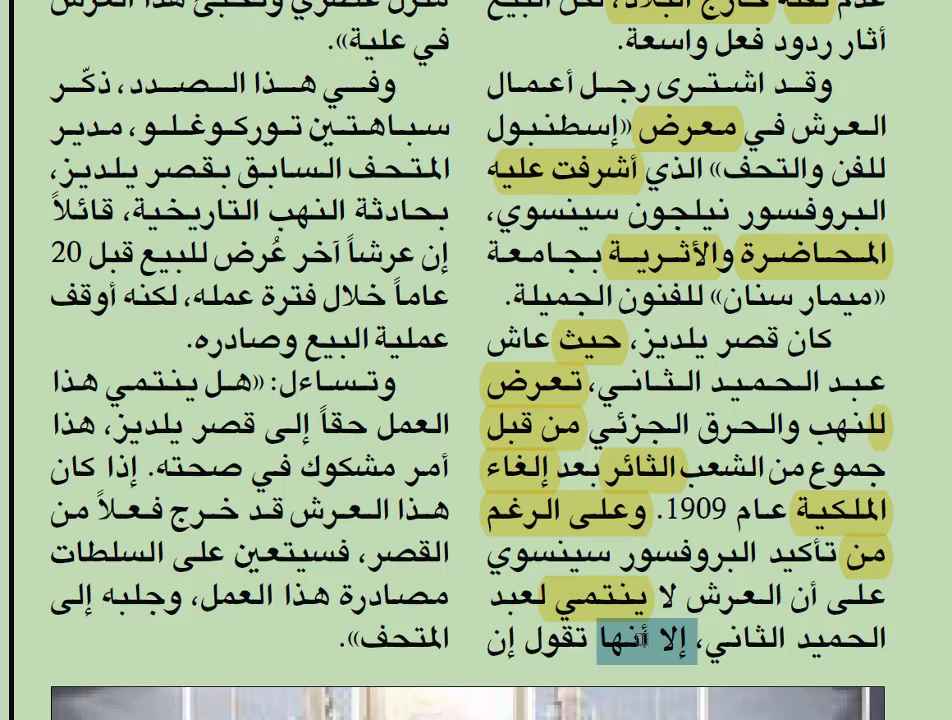 عدم نقله خارج البلاد، لكن البيع
أثار ردود فعل واسعة.
وقد اشترى رجل أعمال
العرش في معرض «إسطنبول
للفن والتحف» الذي أشرفت عليه
البروفسور نيلجون سينسوي،
المحاضرة والأثرية بجامعة
«ميمار سنان» للفنون الجميلة.
كان قصر يلديز، حيث عاش
عبد الحميد الثاني، تعرض
للنهب والحرق الجزئي من قبل
جموع من الشعب الثائر بعد إلغاء
الملكية عام 1909. وعلى الرغم
من تأكيد البروفسور سينسوي
على أن العرش لا ينتمي لعبد
الحميد الثاني، إلا أنها تقول إن
منزل عصري وتختبئ هذا العرش
في علية».
وفي هذا الصدد، ذكّر
سباهتين توركوغلو، مدير
المتحف السابق بقصر يلديز،
بحادثة النهب التاريخية، قائلاً
إن عرشاً آخر عُرض للبيع قبل 20
عاماً خلال فترة عمله، لكنه أوقف
عملية البيع وصادره.
وتساءل: «هل ينتمي هذا
العمل حقاً إلى قصر يلديز، هذا
أمر مشكوك في صحته. إذا كان
هذا العرش قد خرج فعلاً من
القصر، فسيتعين على السلطات
مصادرة هذا العمل، وجلبه إلى
المتحف».